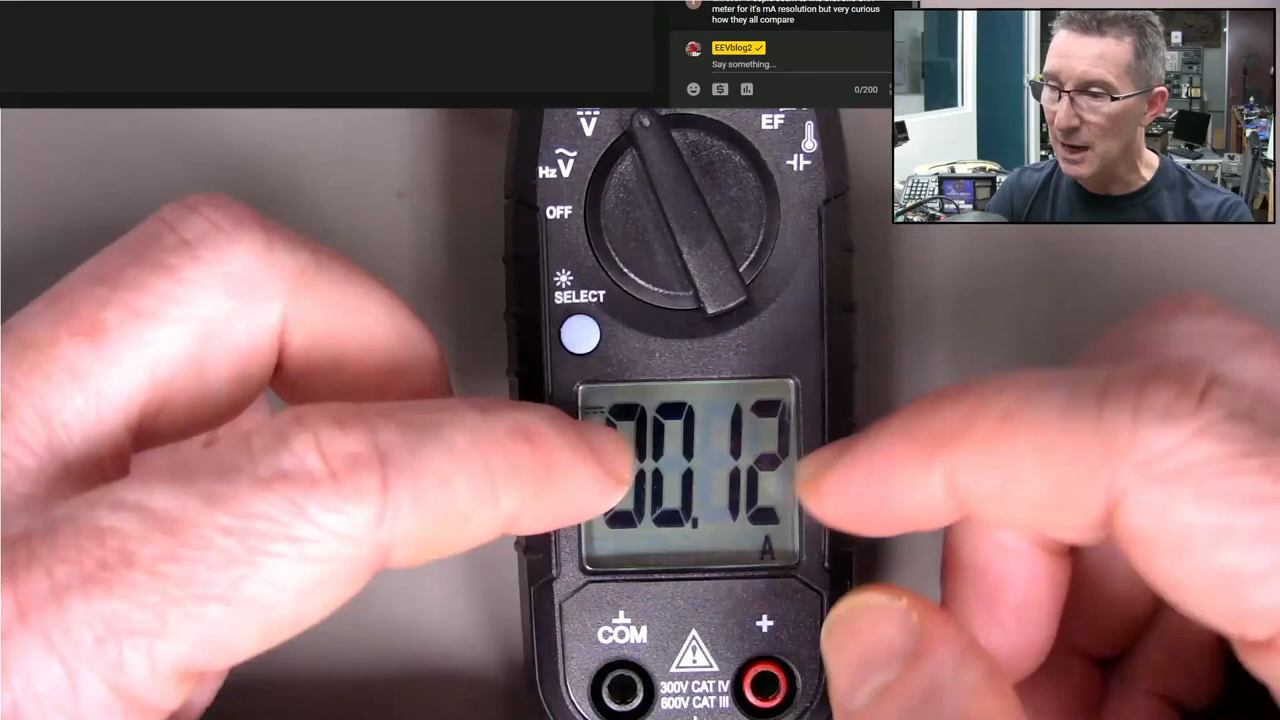 meter for it's mA resolution but very curious
how they all compare
EEVblog2
Say something...
0/200
V
EF
Hz V
OFF
SELECT
00.12
A
COM
+
300V CAT IV
600V CAT III